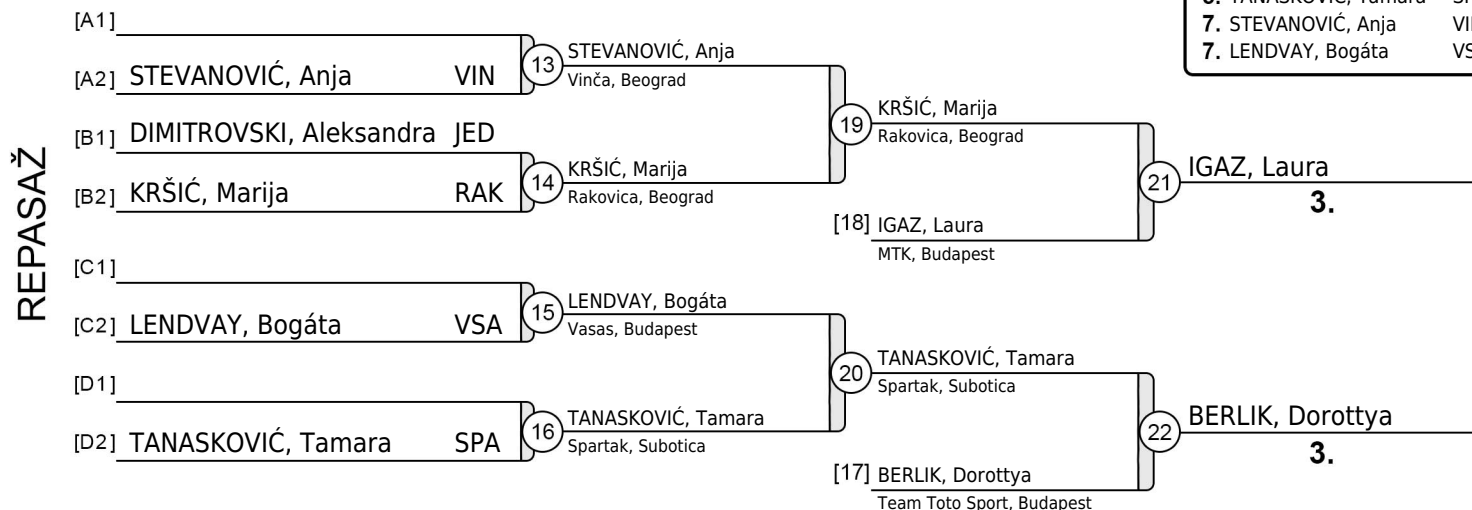 REPASAŽ
[A1]
[A2] STEVANOVIĆ, Anja VIN
[B1] DIMITROVSKI, Aleksandra JED
[B2] KRŠIĆ, Marija RAK
[C1]
[C2] LENDVAY, Bogáta VSA
[D1]
[D2] TANASKOVIĆ, Tamara SPA
13 STEVANOVIĆ, Anja
Vinča, Beograd
14 KRŠIĆ, Marija
Rakovica, Beograd
15 LENDVAY, Bogáta
Vasas, Budapest
16 TANASKOVIĆ, Tamara
Spartak, Subotica
19 KRŠIĆ, Marija
Rakovica, Beograd
[18] IGAZ, Laura
MTK, Budapest
20 TANASKOVIĆ, Tamara
Spartak, Subotica
[17] BERLIK, Dorottya
Team Toto Sport, Budapest
21 IGAZ, Laura
3.
22 BERLIK, Dorottya
3.
TANASKOVIĆ, Tamara
7. STEVANOVIĆ, Anja
7. LENDVAY, Bogáta